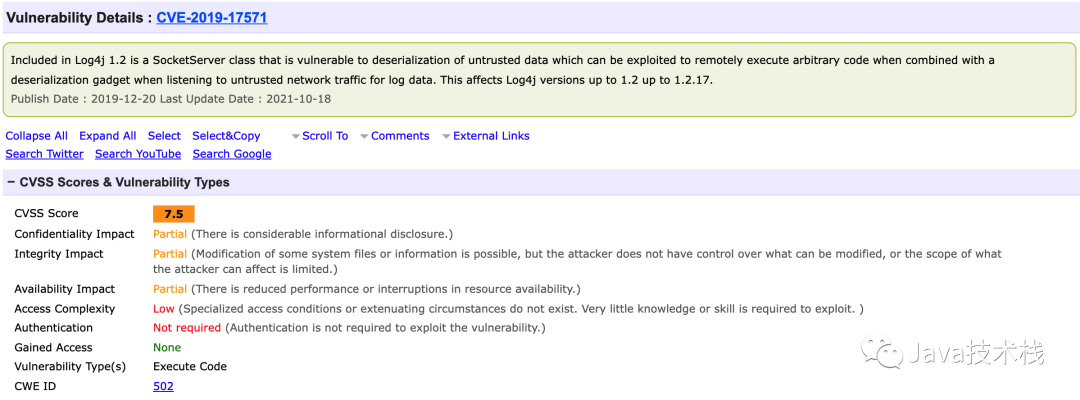 Vulnerability Details : CVE-2019-17571
Included in Log4j 1.2 is a SocketServer class that is vulnerable to deserialization of untrusted data which can be exploited to remotely execute arbitrary code when combined with a
deserialization gadget when listening to untrusted network traffic for log data. This affects Log4j versions up to 1.2 up to 1.2.17.
Publish Date : 2019-12-20 Last Update Date : 2021-10-18
Collapse All Expand All Select Select&Copy Scroll To Comments External Links
Search Twitter Search YouTube Search Google
− CVSS Scores & Vulnerability Types
CVSS Score 7.5
Confidentiality Impact Partial (There is considerable informational disclosure.)
Integrity Impact Partial (Modification of some system files or information is possible, but the attacker does not have control over what can be modified, or the scope of what
the attacker can affect is limited.)
Availability Impact Partial (There is reduced performance or interruptions in resource availability.)
Access Complexity Low (Specialized access conditions or extenuating circumstances do not exist. Very little knowledge or skill is required to exploit. )
Authentication Not required (Authentication is not required to exploit the vulnerability.)
Gained Access None
Vulnerability Type(s) Execute Code
CWE ID 502
Java技术栈